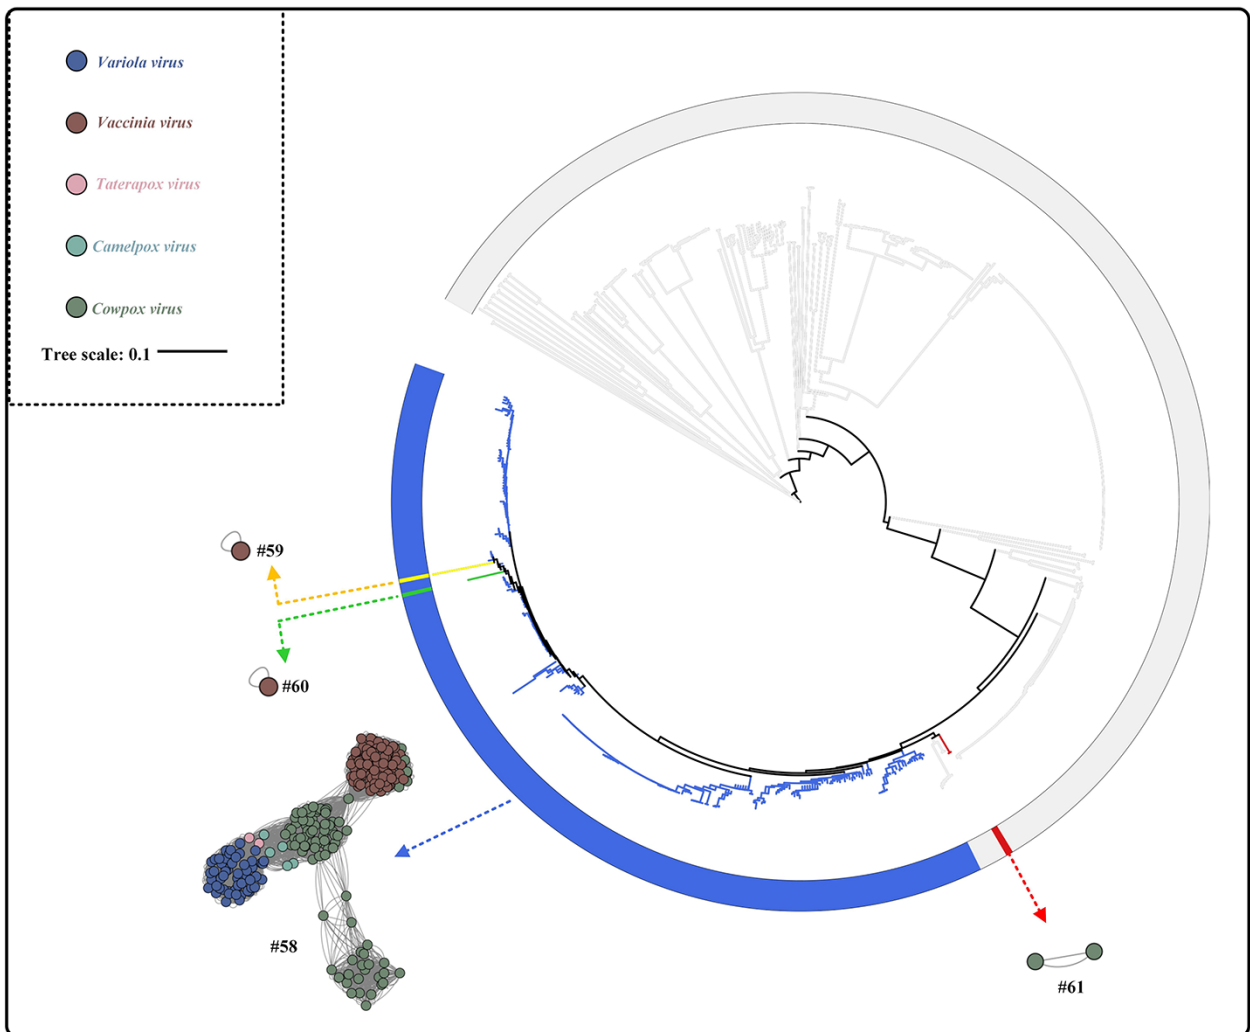 Variola virus
Vaccinia virus
Taterapox virus
Camelpox virus
Cowpox virus
Tree scale: 0.1
#59
#60
#58
#61